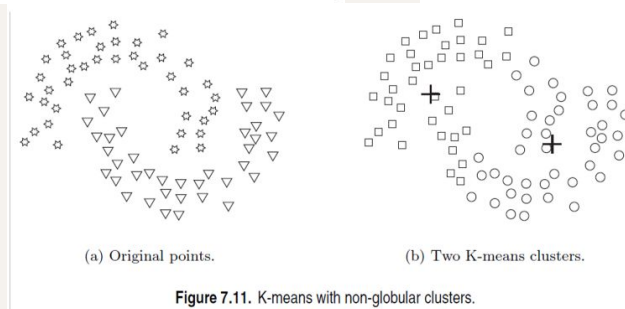 (a) Original points.
(b) Two K-means clusters.
Figure 7.11. K-means with non-globular clusters.